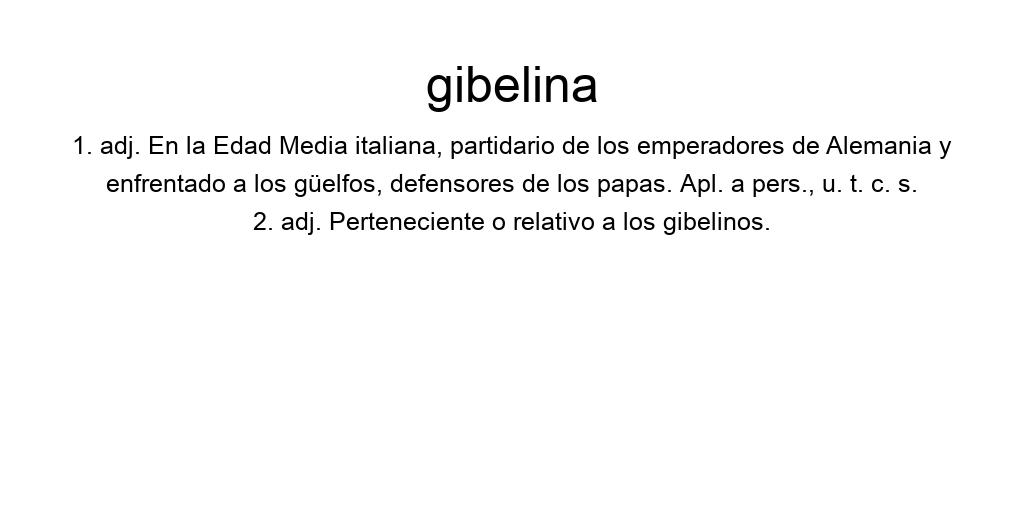 gibelina
1. adj. En la Edad Media italiana, partidario de los emperadores de Alemania y
enfrentado a los güelfos, defensores de los papas. Apl. a pers., u. t. c. s.
2. adj. Perteneciente o relativo a los gibelinos.